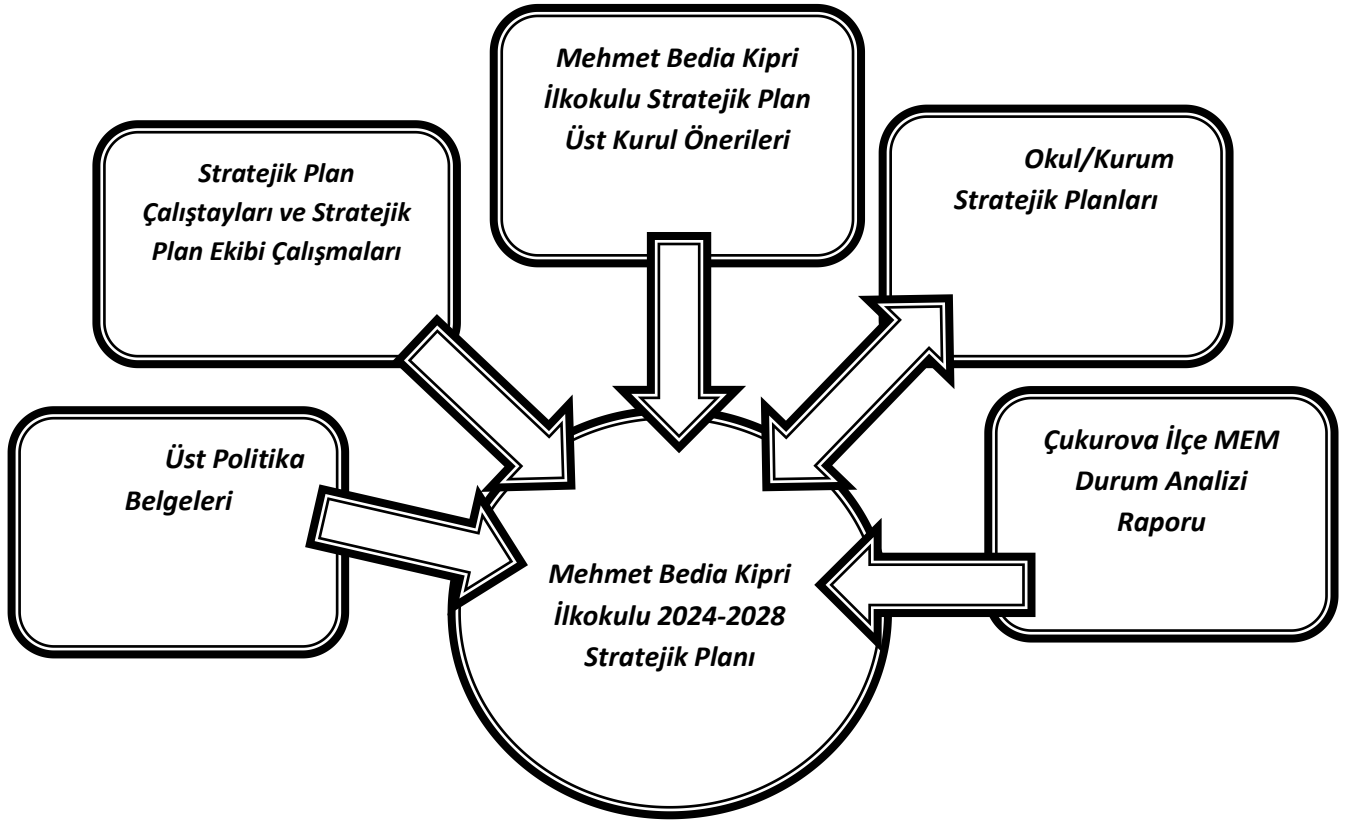 Mehmet Bedia Kipri
İlkokulu Stratejik Plan
Üst Kurul Önerileri
Stratejik Plan
Çalıştayları ve Stratejik
Plan Ekibi Çalışmaları
Okul/Kurum
Stratejik Planları
Üst Politika
Belgeleri
Çukurova İlçe MEM
Durum Analizi
Raporu
Mehmet Bedia Kipri
İlkokulu 2024-2028
Stratejik Planı